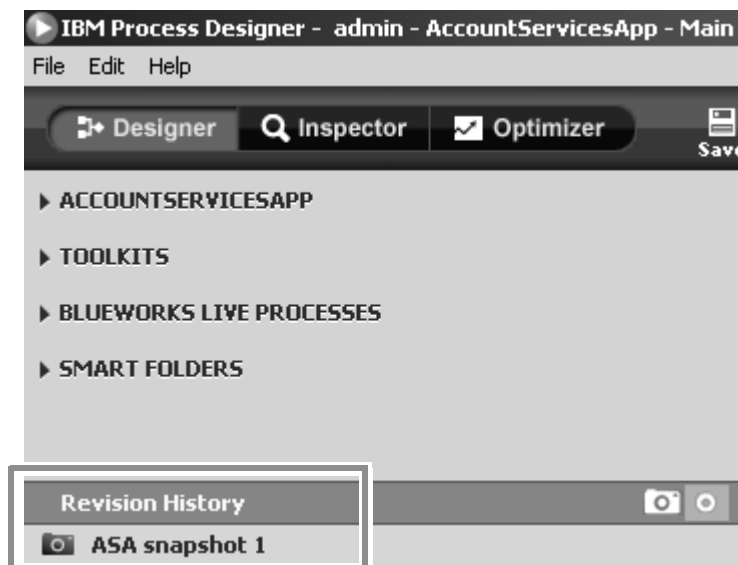 IBM Process Designer - admin - AccountServicesApp - Main
File Edit Help
Designer Inspector Optimizer
Save
ACCOUNTSERVICESAPP
TOOLKITS
BLUEWORKS LIVE PROCESSES
SMART FOLDERS
Revision History
ASA snapshot 1